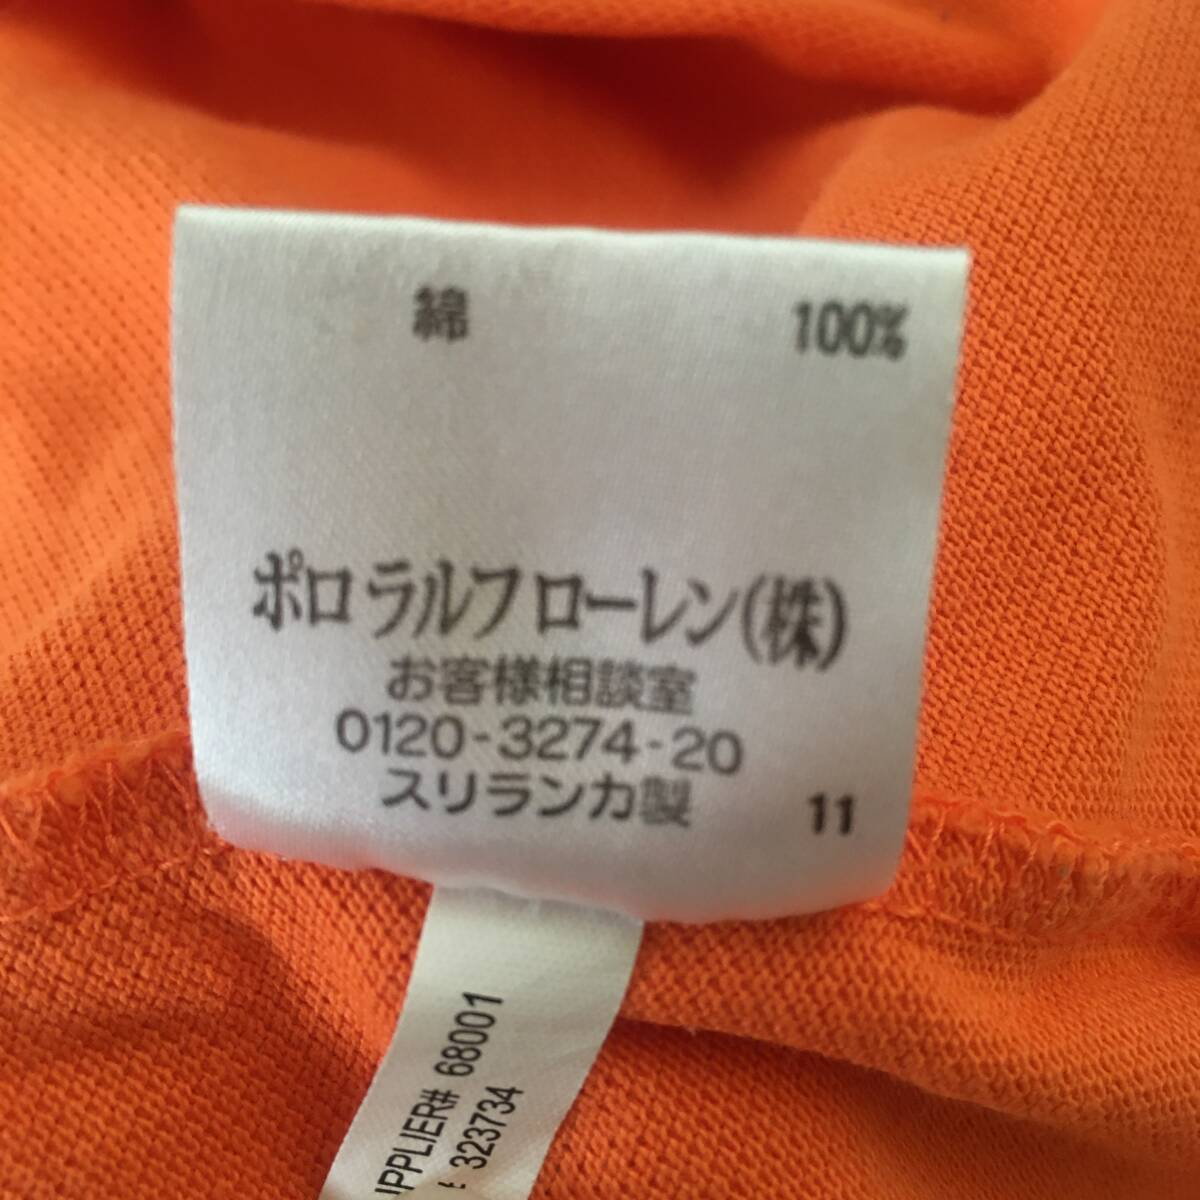 綿 100%
ポロ ラルフ ローレン(株)
お客様相談室
0120-3274-20
スリランカ製 11
68001
323734